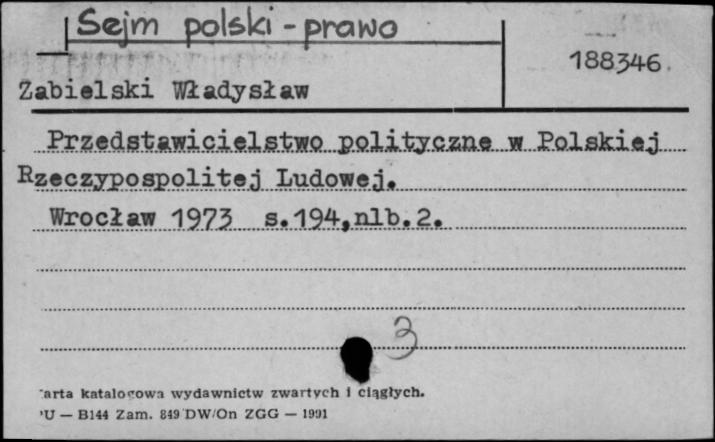 Sejm polski - prawo
188346.
Zabielski Władysław
Przedstawicielstwo polityczne w Polskiej
Rzeczypospolitej Ludowej.
Wrocław 1973 s.194,nlb.2.
3
arta katalogowa wydawnictw zwartych i ciągłych.
U — B144 Zam. 849 DW/On ZGG — 1991